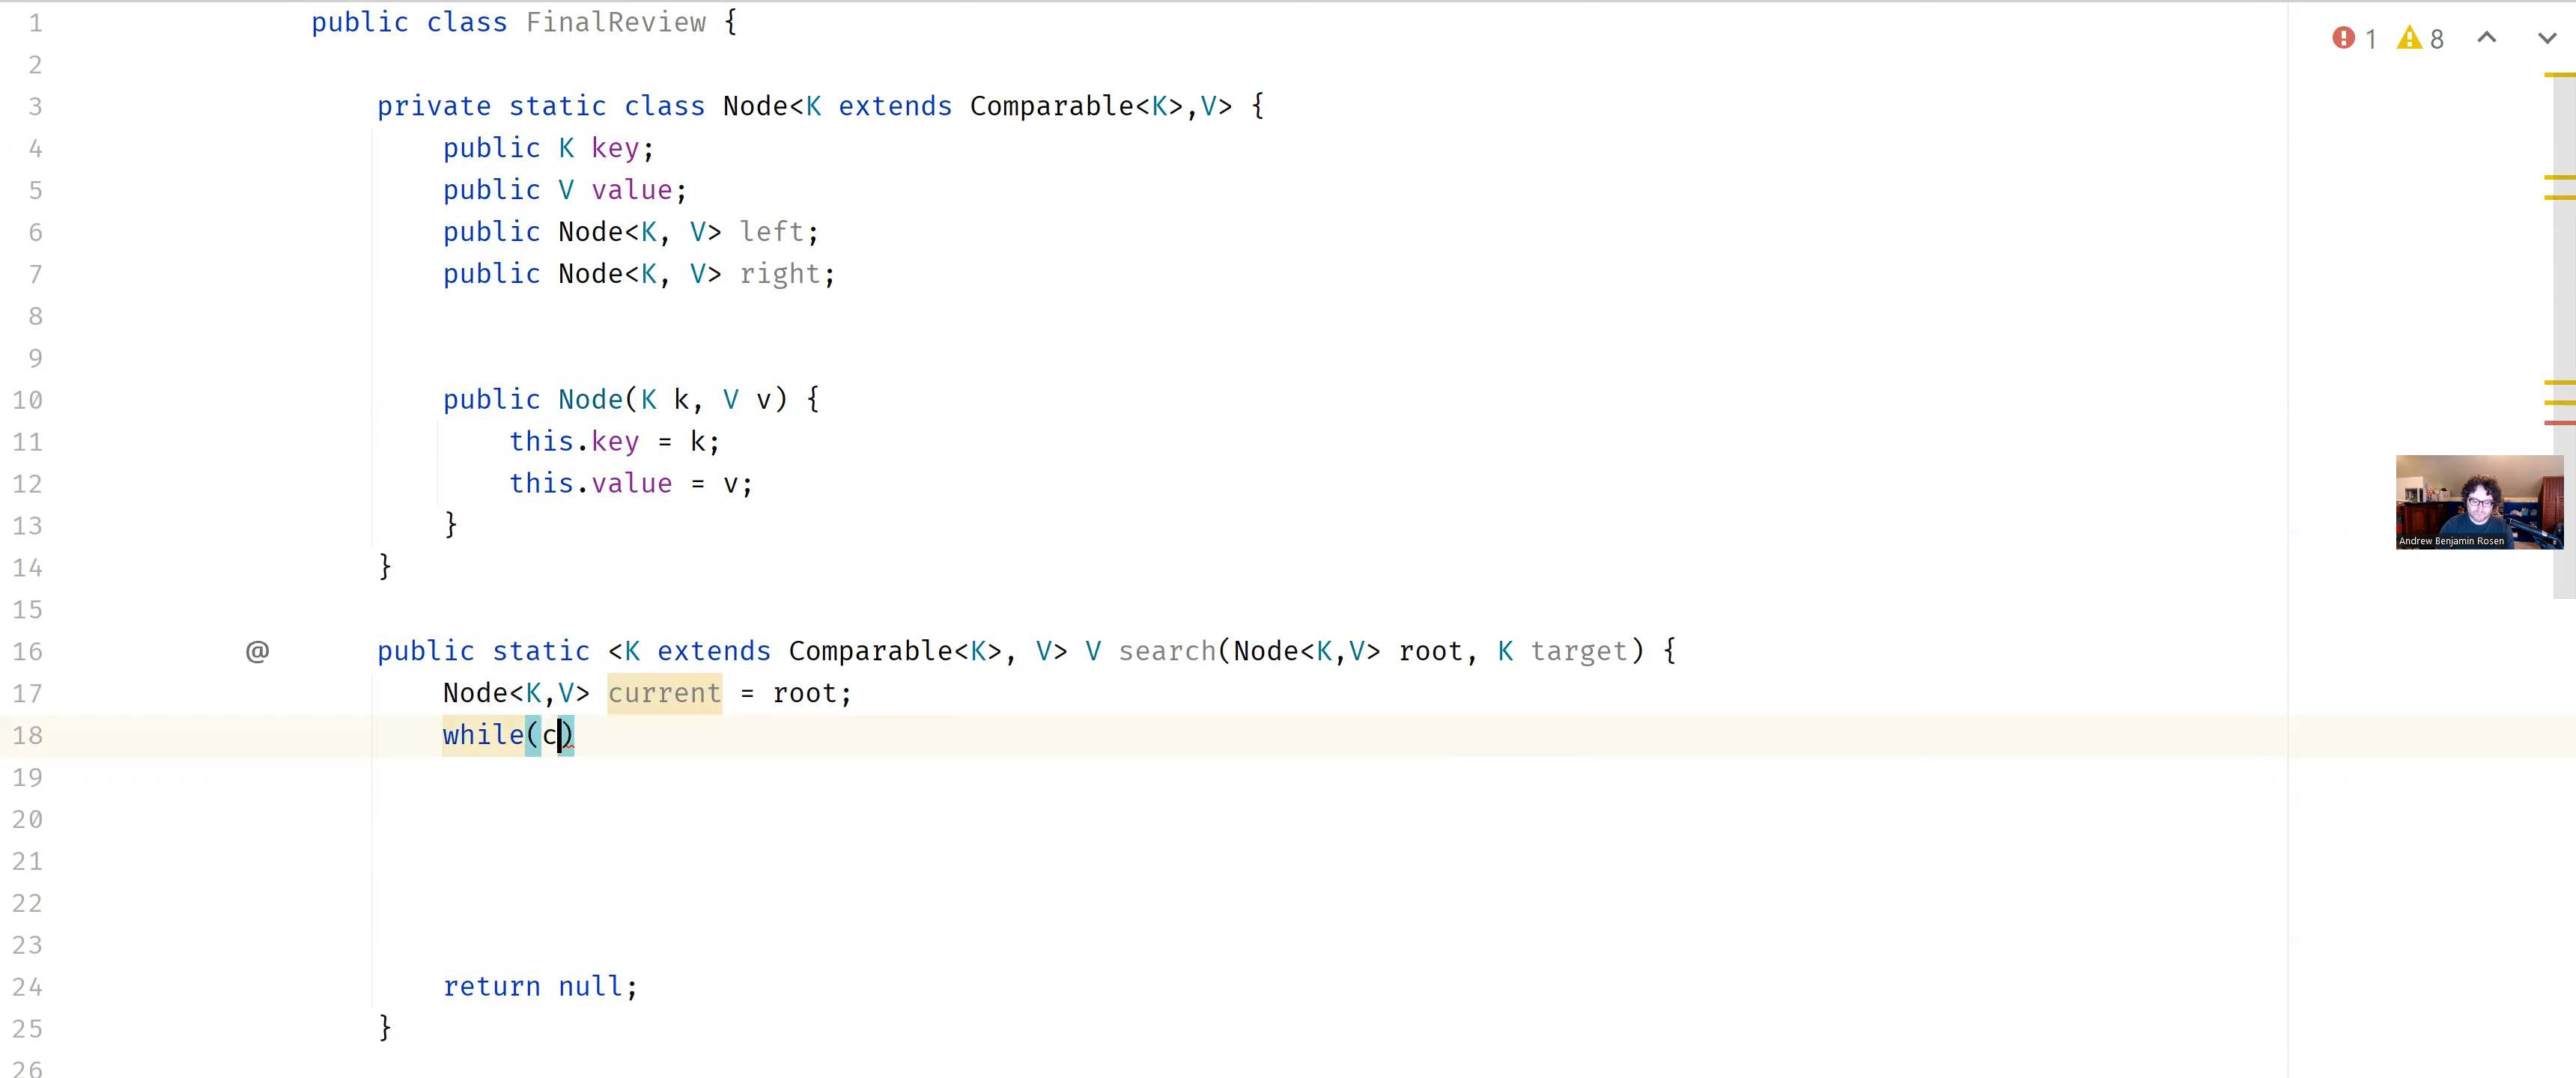 1 public class FinalReview {
2
3 private static class Node<K extends Comparable<K>,V> {
4 public K key;
5 public V value;
6 public Node<K, V> left;
7 public Node<K, V> right;
8
9
10 public Node(K k, V v) {
11 this.key = k;
12 this.value = v;
13 }
14 }
15
16 @ public static <K extends Comparable<K>, V> V search(Node<K,V> root, K target) {
17 Node<K,V> current = root;
18 while(c)
19
20
21
22
23
24 return null;
25 }
26
1 8
Andrew Benjamin Rosen